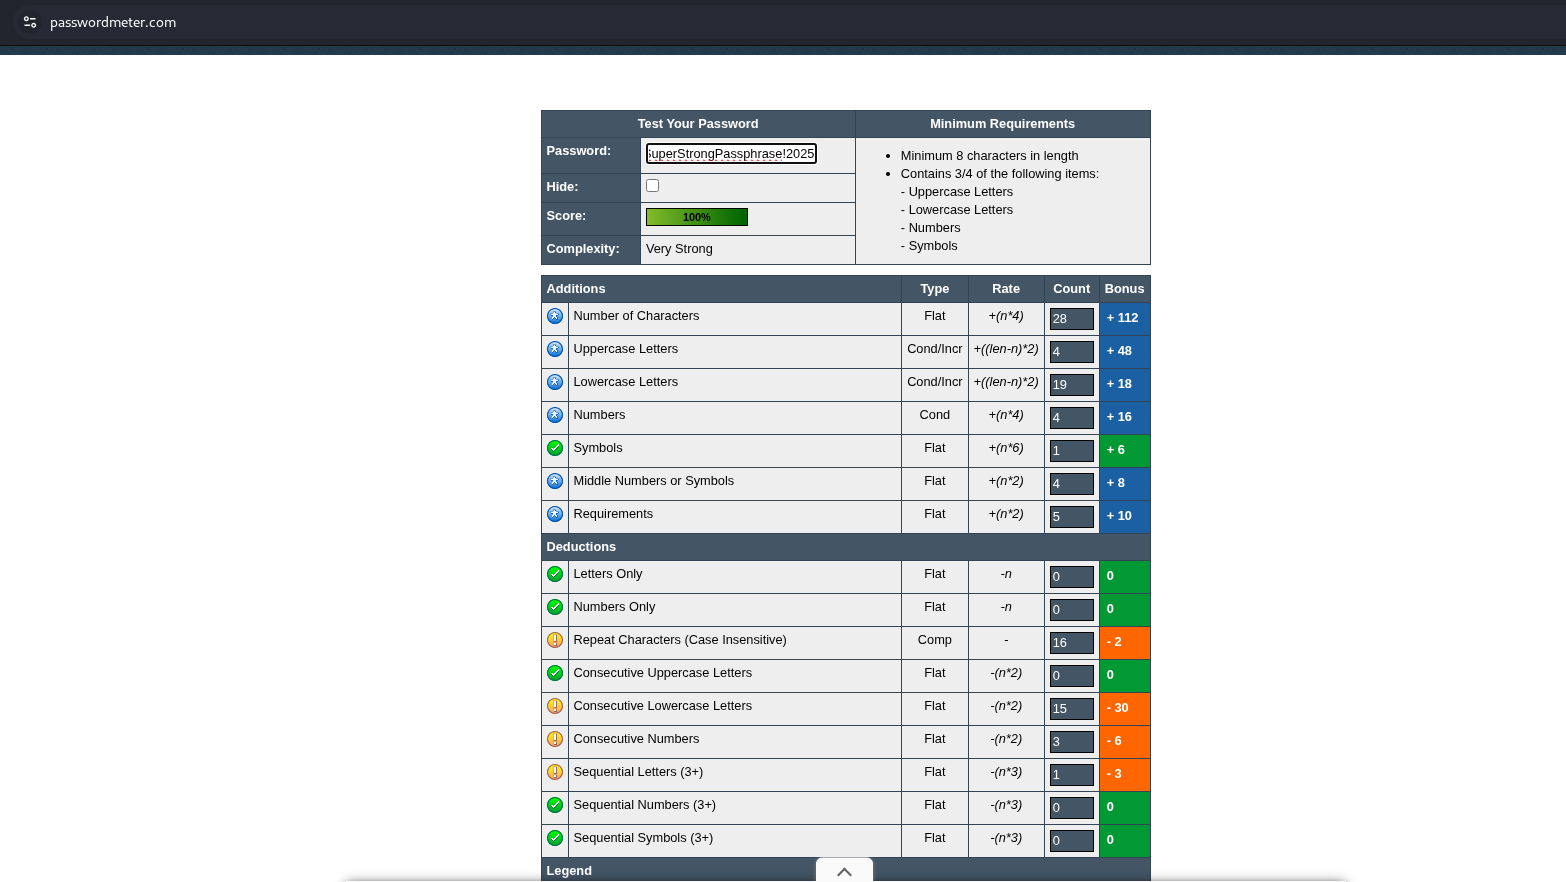 passwordmeter.com
Test Your Password Minimum Requirements
Password: SuperStrongPassphrase!2025
Hide:
Score: 100%
Complexity: Very Strong
Minimum 8 characters in length
Contains 3/4 of the following items:
- Uppercase Letters
- Lowercase Letters
- Numbers
- Symbols
Additions Type Rate Count Bonus
Number of Characters Flat +(n*4) 28 + 112
Uppercase Letters Cond/Incr +((len-n)*2) 4 + 48
Lowercase Letters Cond/Incr +((len-n)*2) 19 + 18
Numbers Cond +(n*4) 4 + 16
Symbols Flat +(n*6) 1 + 6
Middle Numbers or Symbols Flat +(n*2) 4 + 8
Requirements Flat +(n*2) 5 + 10
Deductions
Letters Only Flat -n 0 0
Numbers Only Flat -n 0 0
Repeat Characters (Case Insensitive) Comp - 16 - 2
Consecutive Uppercase Letters Flat -(n*2) 0 0
Consecutive Lowercase Letters Flat -(n*2) 15 - 30
Consecutive Numbers Flat -(n*2) 3 - 6
Sequential Letters (3+) Flat -(n*3) 1 - 3
Sequential Numbers (3+) Flat -(n*3) 0 0
Sequential Symbols (3+) Flat -(n*3) 0 0
Legend